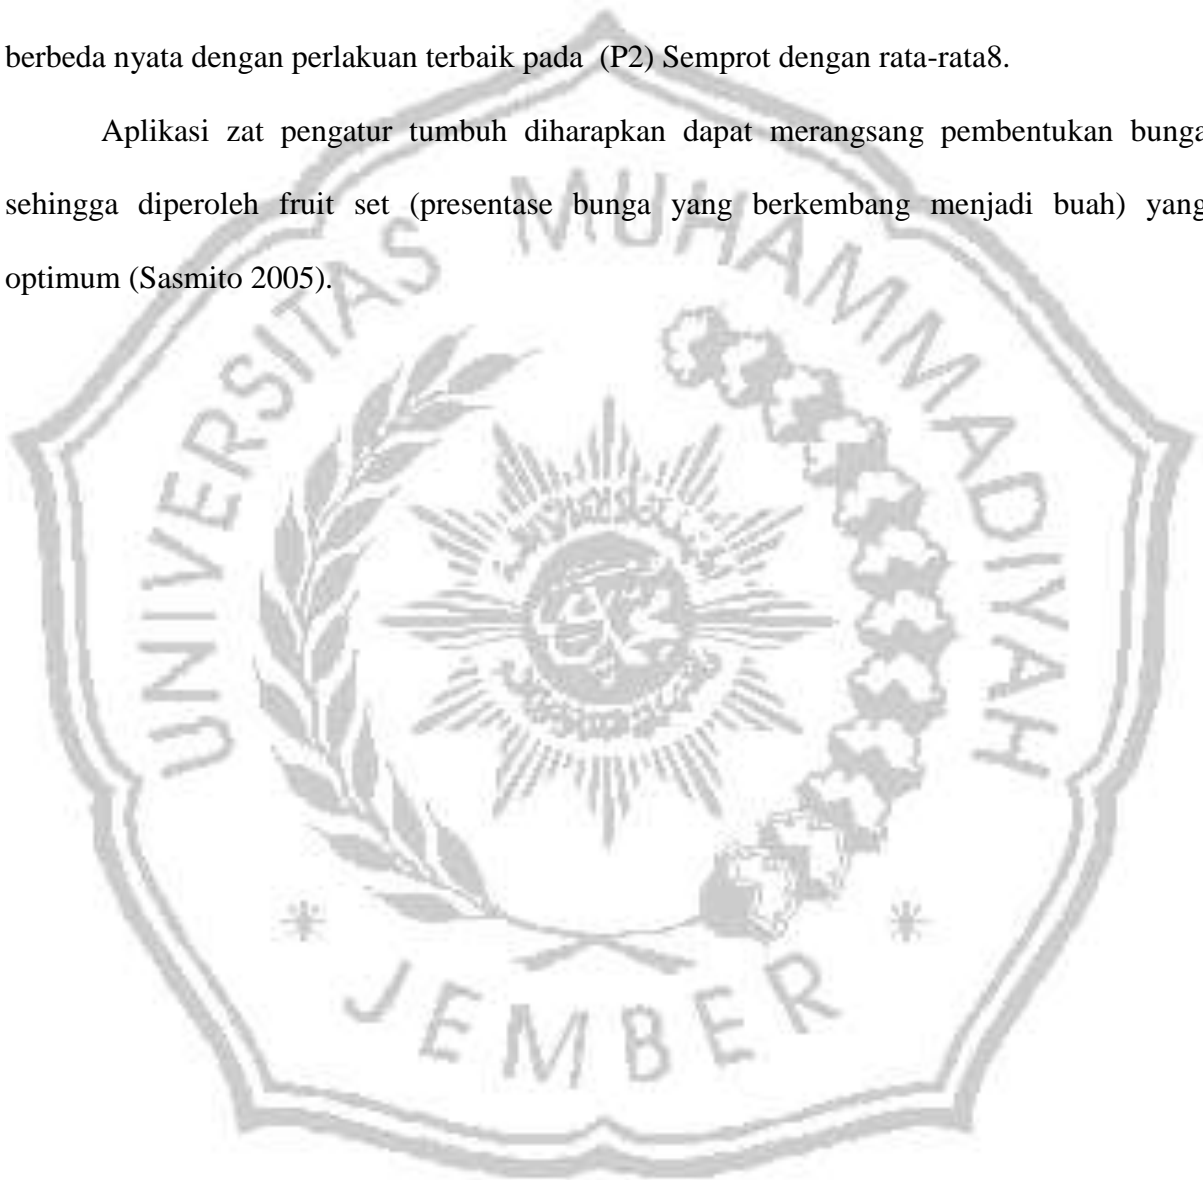 berbeda nyata dengan perlakuan terbaik pada  (P2) Semprot dengan rata-rata8.
Aplikasi zat pengatur tumbuh diharapkan dapat merangsang pembentukan bunga
sehingga diperoleh fruit set (presentase bunga yang berkembang menjadi buah) yang
optimum (Sasmito 2005).
UNIVERSITAS MUHAMMADIYAH
JEMBER